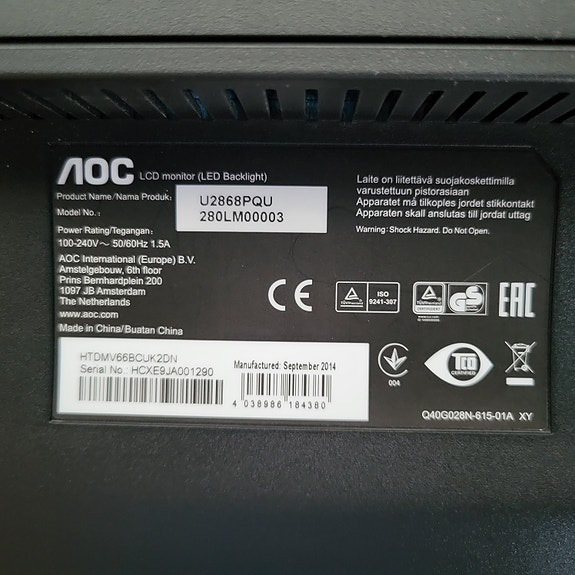 AOC LCD monitor (LED Backlight)
Product Name/Nama Produk: U2868PQU
Model No. : 280LM00003
Power Rating/Tegangan:
100-240V～ 50/60Hz 1.5A
AOC International (Europe) B.V.
Amstelgebouw, 6th floor
Prins Bernhardplein 200
1097 JB Amsterdam
The Netherlands
www.aoc.com
Made in China/Buatan China
Laite on liitettävä suojakoskettimilla
varustettuun pistorasiaan
Apparatet må tilkoples jordet stikkontakt
Apparaten skall anslutas till jordat uttag
Warning: Shock Hazard. Do Not Open.
CE
ISO
9241-307
GS
EAC
HTDMV66BCUK2DN
Serial No.: HCXE9JA001290
Manufactured: September 2014
4 038986 184380
004
TCO
CERTIFIED
Q40G028N-615-01A XY